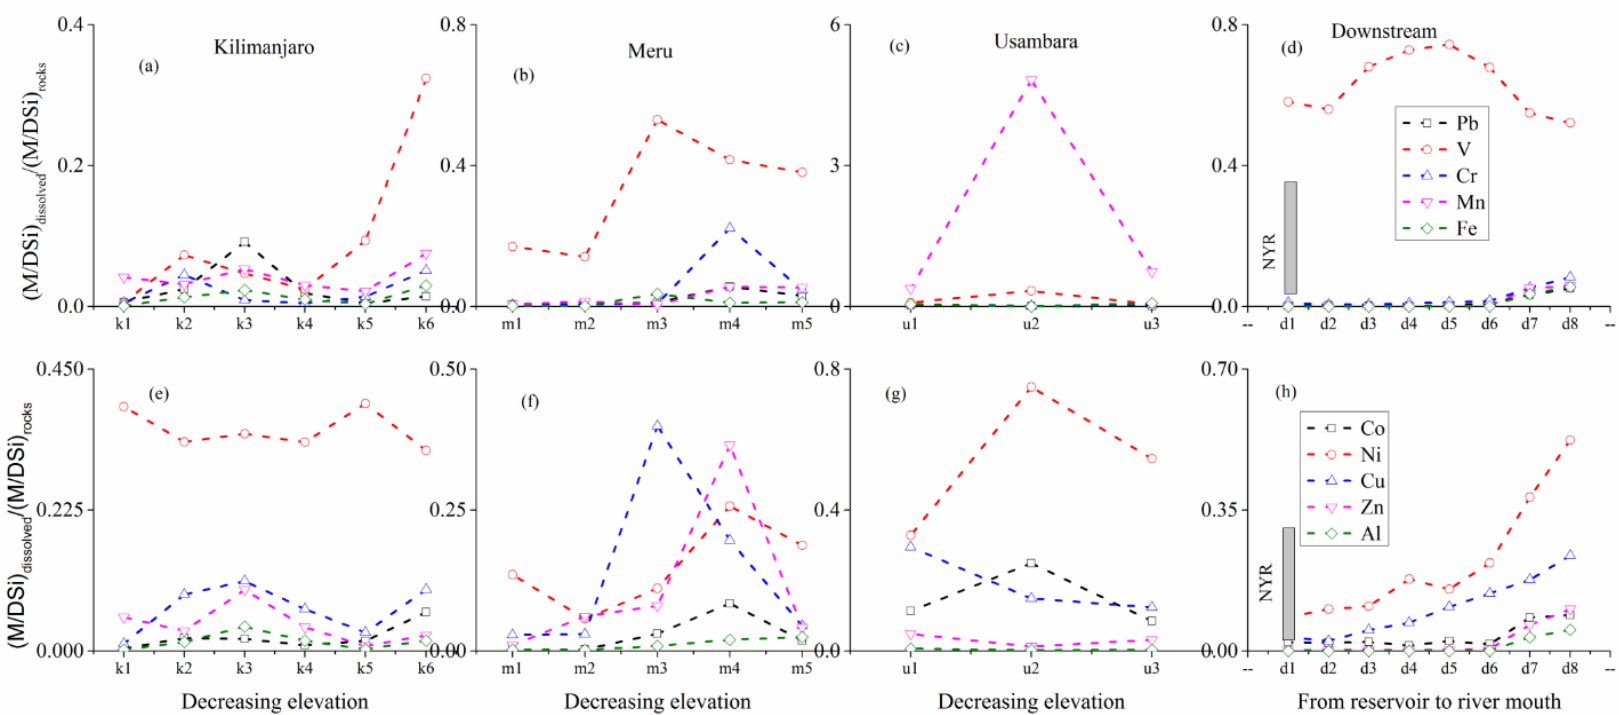 (M/DSi)dissolved/(M/DSi)rocks
0.4
0.2
0.0
Kilimanjaro
(a)
k1 k2 k3 k4 k5 k6
0.8
0.4
0.0
Meru
(b)
m1 m2 m3 m4 m5
6
3
0
Usambara
(c)
u1 u2 u3
0.8
0.4
0.0
Downstream
(d)
NYR
Pb
V
Cr
Mn
Fe
-- d1 d2 d3 d4 d5 d6 d7 d8 --
(M/DSi)dissolved/(M/DSi)rocks
0.450
0.225
0.000
(e)
k1 k2 k3 k4 k5 k6
Decreasing elevation
0.50
0.25
0.00
(f)
m1 m2 m3 m4 m5
Decreasing elevation
0.8
0.4
0.0
(g)
u1 u2 u3
Decreasing elevation
0.70
0.35
0.00
(h)
NYR
Co
Ni
Cu
Zn
Al
-- d1 d2 d3 d4 d5 d6 d7 d8 --
From reservoir to river mouth